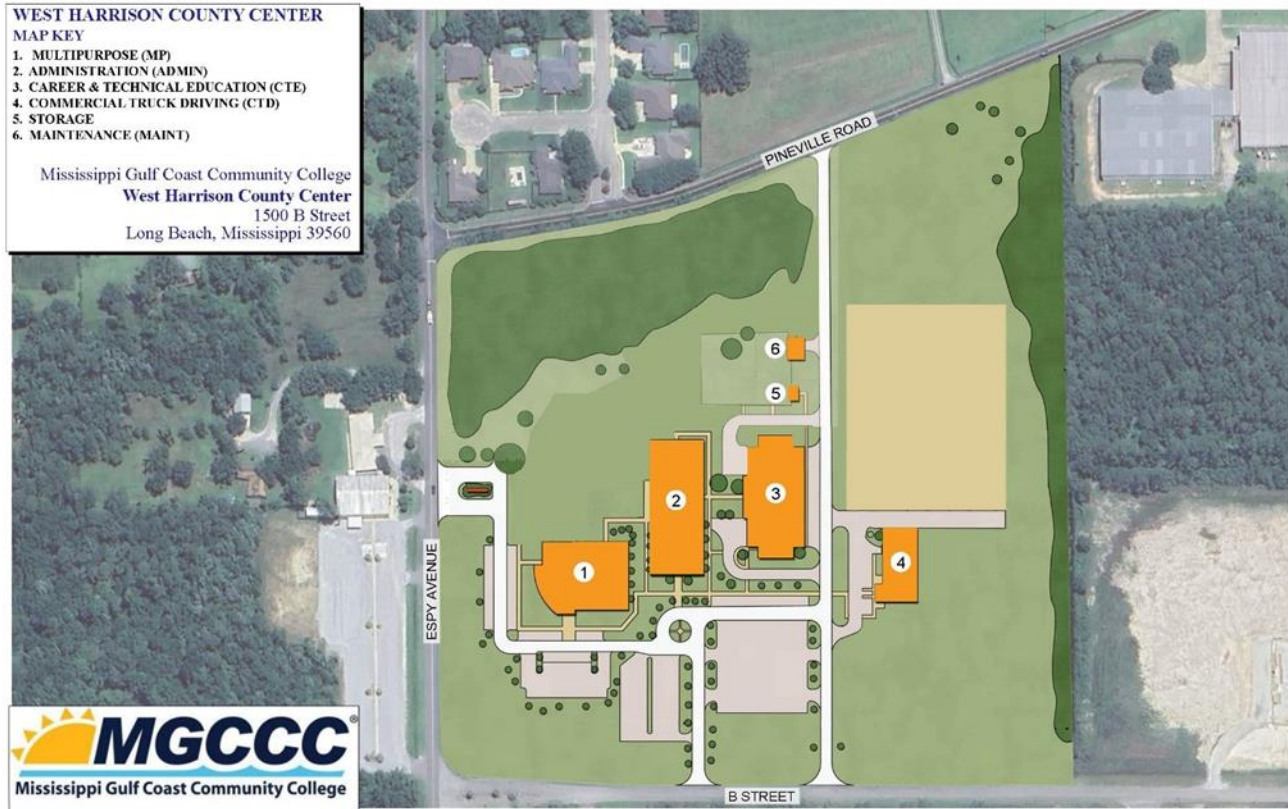 WEST HARRISON COUNTY CENTER
MAP KEY
1. MULTIPURPOSE (MP)
2. ADMINISTRATION (ADMIN)
3. CAREER & TECHNICAL EDUCATION (CTE)
4. COMMERCIAL TRUCK DRIVING (CTD)
5. STORAGE
6. MAINTENANCE (MAINT)
Mississippi Gulf Coast Community College
West Harrison County Center
1500 B Street
Long Beach, Mississippi 39560
PINEVILLE ROAD
6
5
2
3
1
4
ESPY AVENUE
B STREET
MGCCC®
Mississippi Gulf Coast Community College